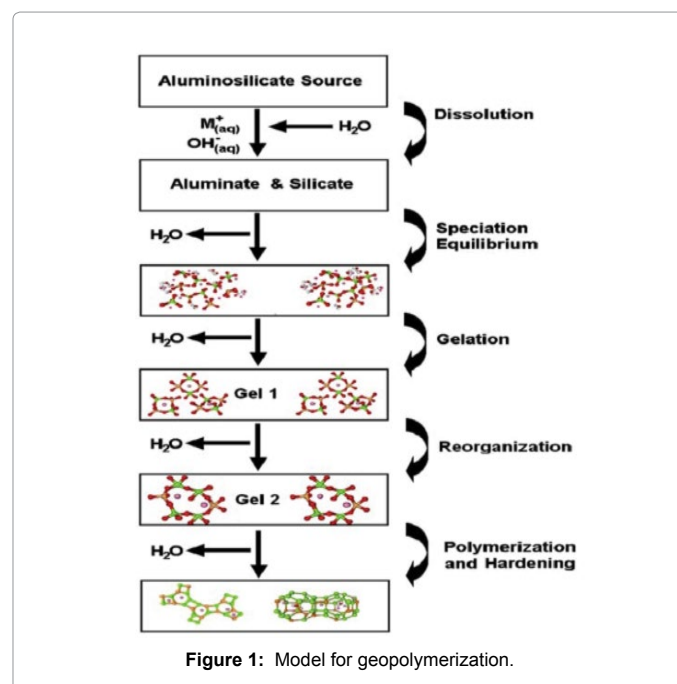 Aluminosilicate Source
Dissolution
M⁺(aq)
OH⁻(aq)
H₂O
Aluminate & Silicate
H₂O
Speciation
Equilibrium
H₂O
Gelation
Gel 1
H₂O
Reorganization
Gel 2
H₂O
Polymerization
and Hardening
Figure 1: Model for geopolymerization.